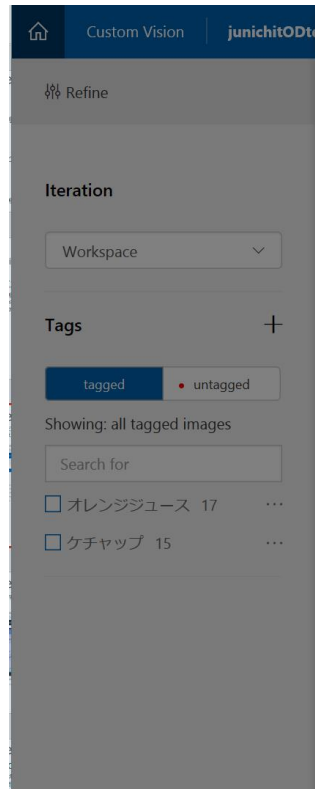 Custom Vision junichitODte
Refine
Iteration
Workspace
Tags
tagged untagged
Showing: all tagged images
Search for
オレンジジュース 17 ...
ケチャップ 15 ...